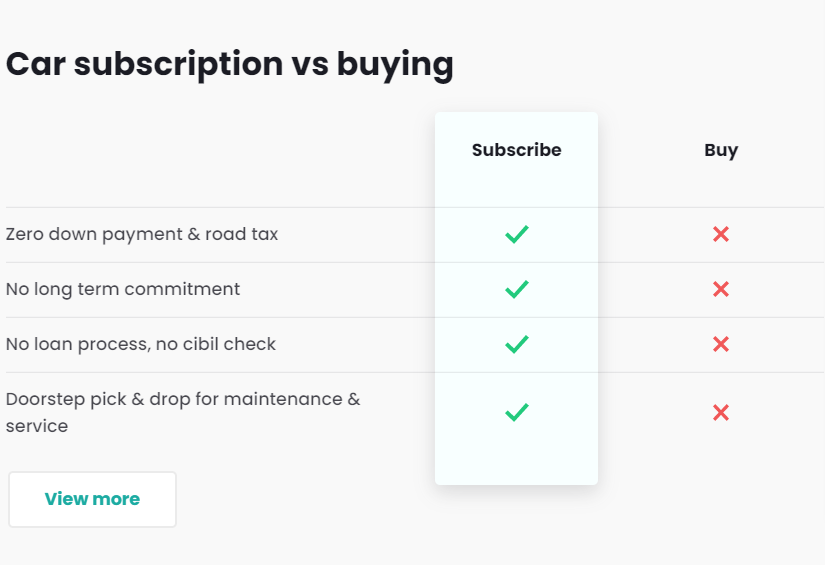 Car subscription vs buying
Subscribe
Buy
Zero down payment & road tax
No long term commitment
No loan process, no cibil check
Doorstep pick & drop for maintenance &
service
View more